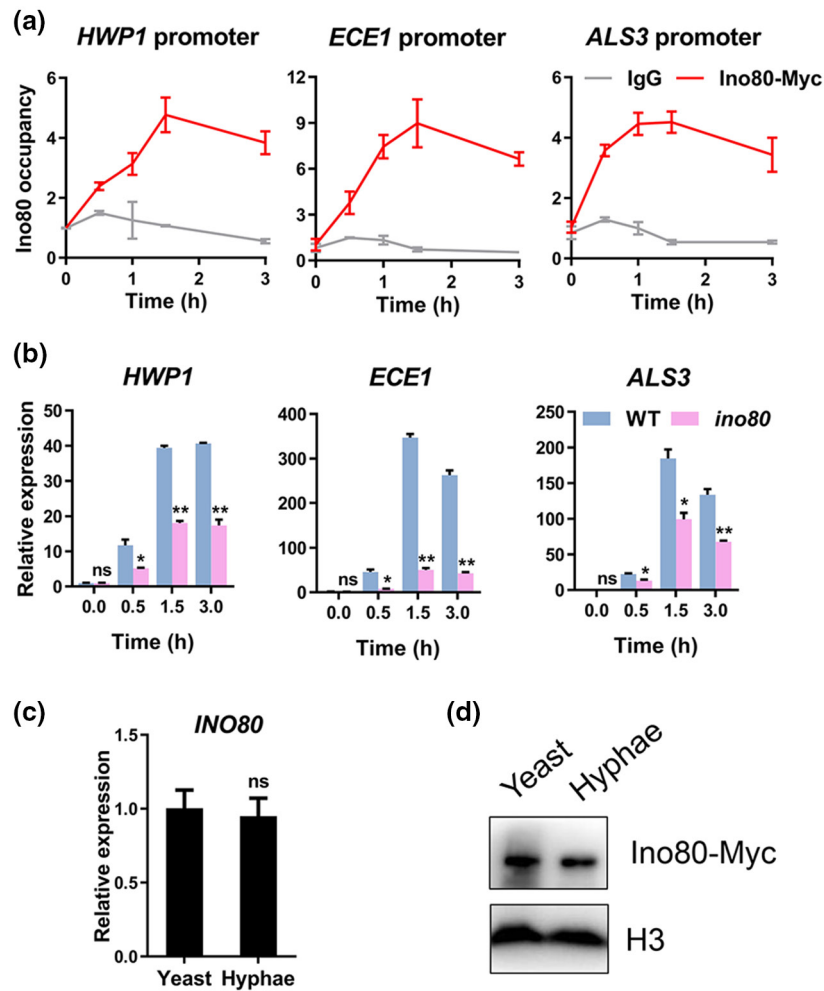 (a)
HWP1 promoter ECE1 promoter ALS3 promoter
IgG Ino80-Myc
Ino80 occupancy
6
4
2
0
12
9
6
3
0
6
4
2
0
0 1 2 3 0 1 2 3 0 1 2 3
Time (h) Time (h) Time (h)
(b)
HWP1 ECE1 ALS3
WT ino80
Relative expression
50
40
30
20
10
0
400
300
200
100
0
250
200
150
100
50
0
ns * ** ** ns * ** ** ns * * **
0.0 0.5 1.5 3.0 0.0 0.5 1.5 3.0 0.0 0.5 1.5 3.0
Time (h) Time (h) Time (h)
(c)
INO80
Relative expression
1.5
1.0
0.5
0.0
ns
Yeast Hyphae
(d)
Yeast Hyphae
Ino80-Myc
H3